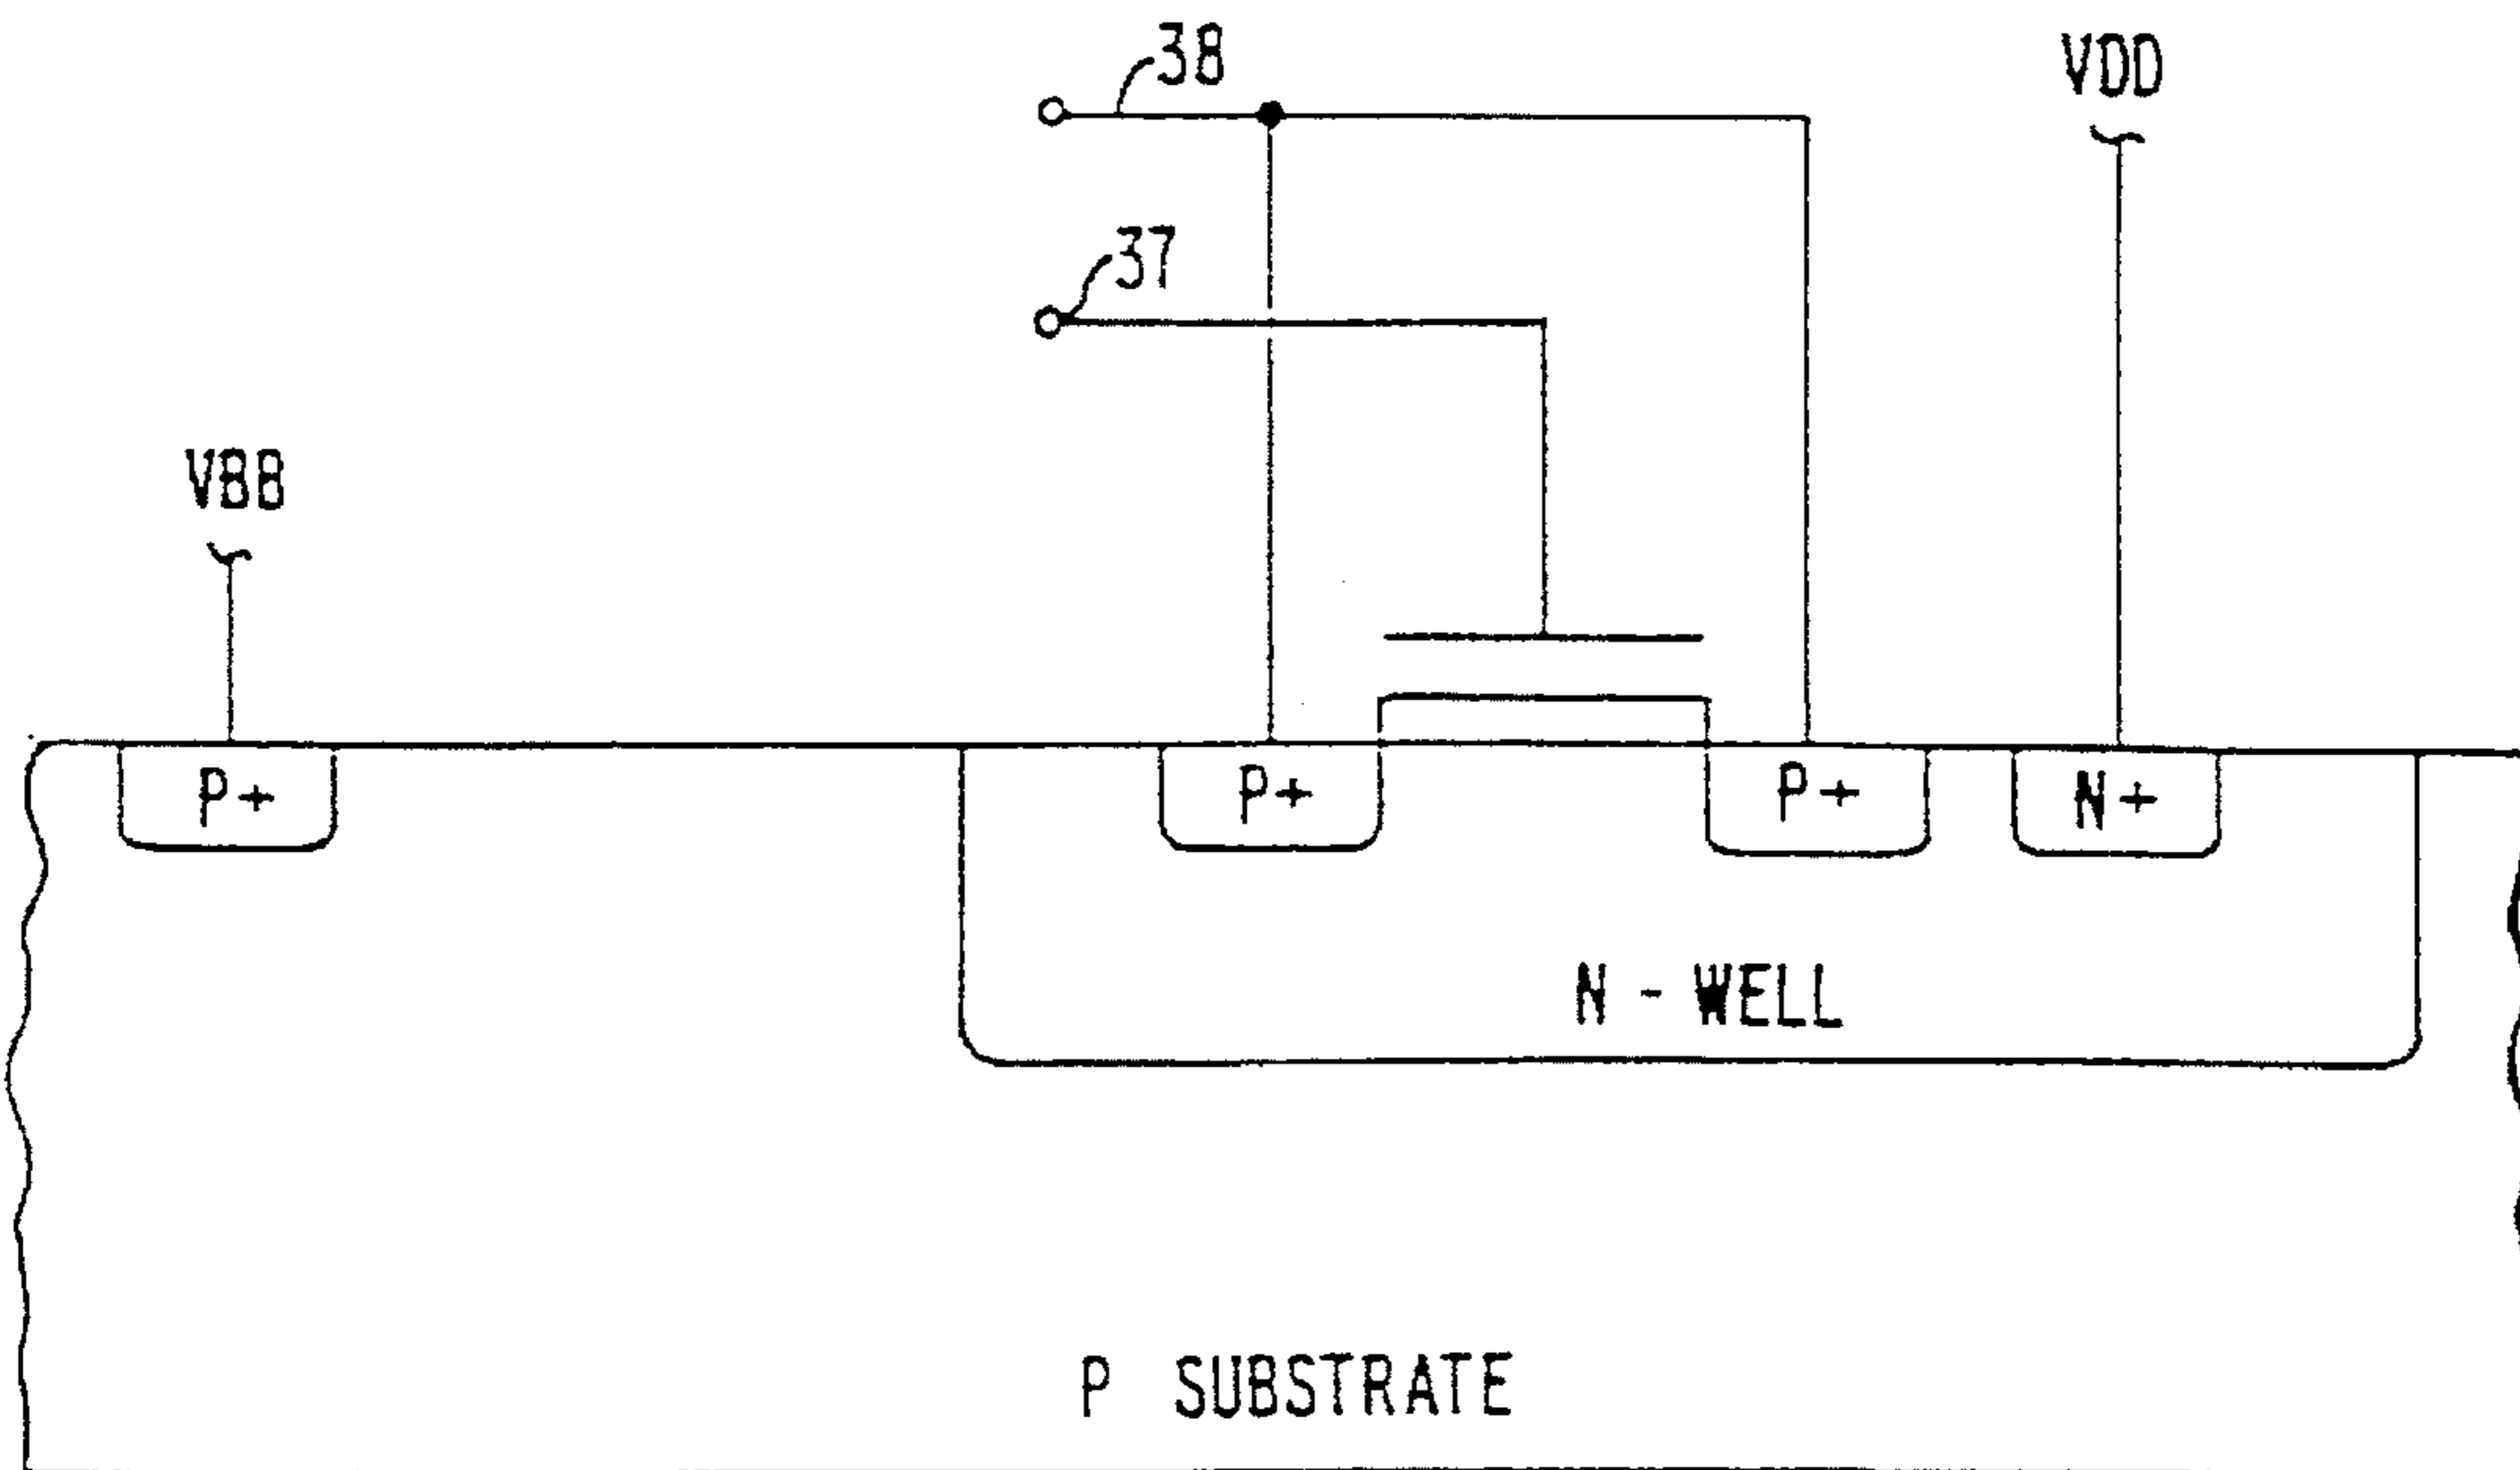 38
VDD
37
VBB
P+
P+
P+
N+
N - WELL
P SUBSTRATE